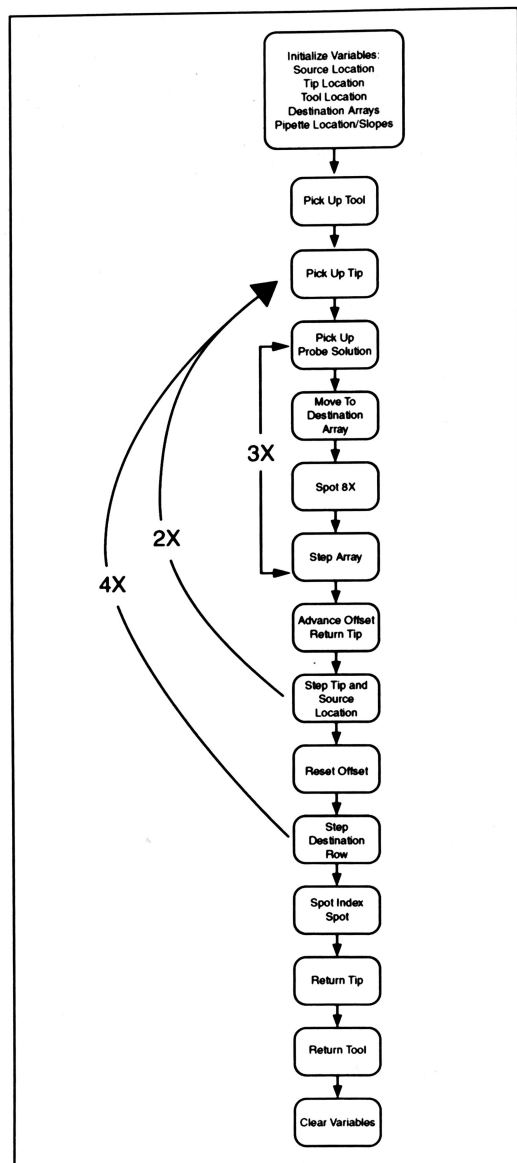 Initialize Variables:
Source Location
Tip Location
Tool Location
Destination Arrays
Pipette Location/Slopes
Pick Up Tool
Pick Up Tip
Pick Up
Probe Solution
Move To
Destination
Array
3X
Spot 8X
2X
Step Array
4X
Advance Offset
Return Tip
Step Tip and
Source
Location
Reset Offset
Step
Destination
Row
Spot Index
Spot
Return Tip
Return Tool
Clear Variables